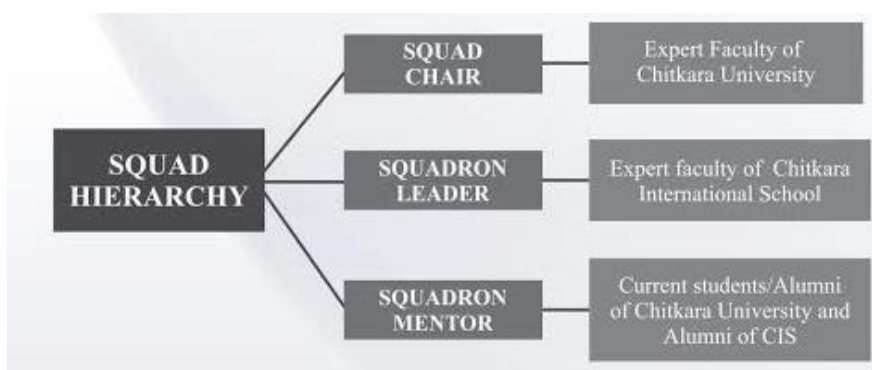 SQUAD
HIERARCHY
SQUAD
CHAIR
Expert Faculty of
Chitkara University
SQUADRON
LEADER
Expert faculty of Chitkara
International School
SQUADRON
MENTOR
Current students/Alumni
of Chitkara University and
Alumni of CIS